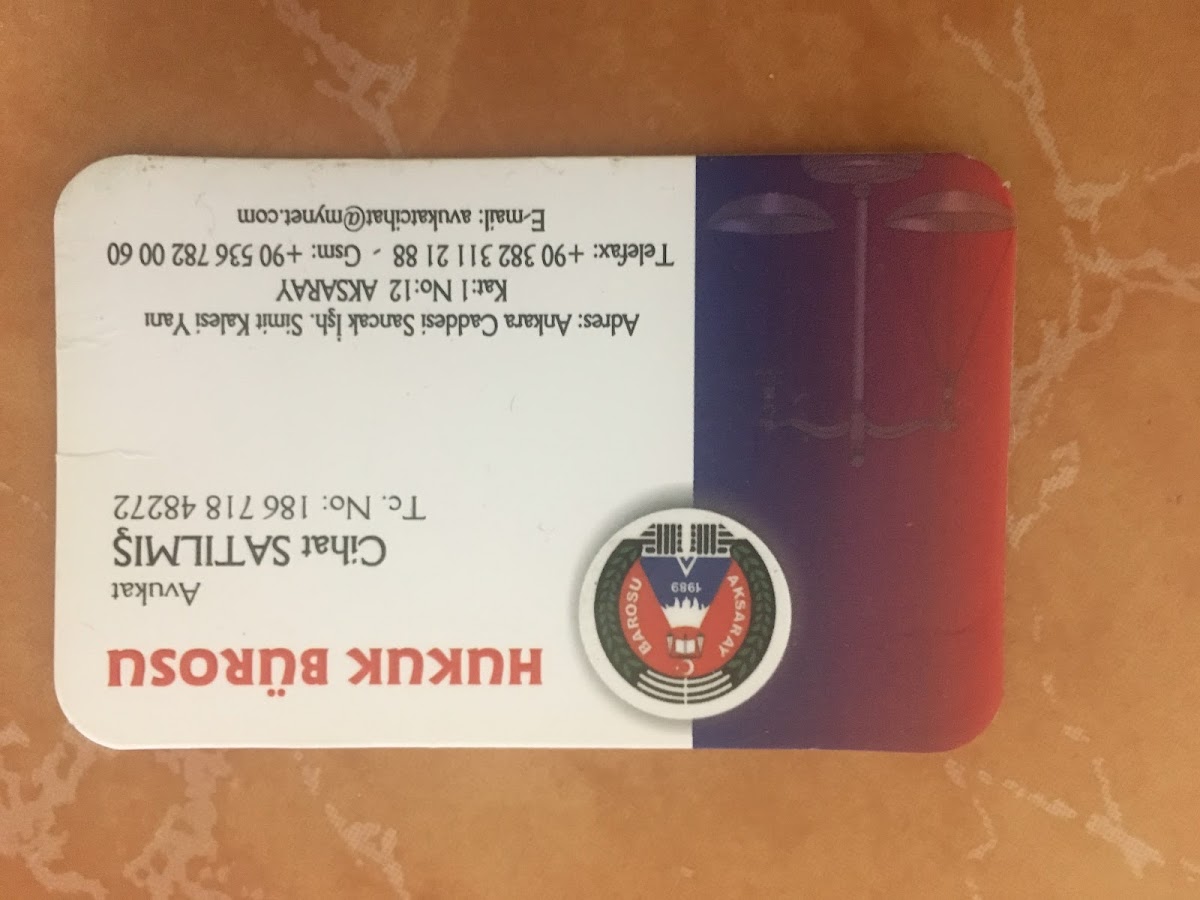 HUKUK BÜROSU
Avukat
Cihat SATILMIŞ
Tc. No: 186 718 48272
Adres: Ankara Caddesi Sancak İşh. Simit Kalesi Yanı
Kat:1 No:12 AKSARAY
Telefax: +90 382 311 21 88 - Gsm: +90 536 782 00 60
E-mail: avukatcihat@mynet.com
AKSARAY BAROSU
1989